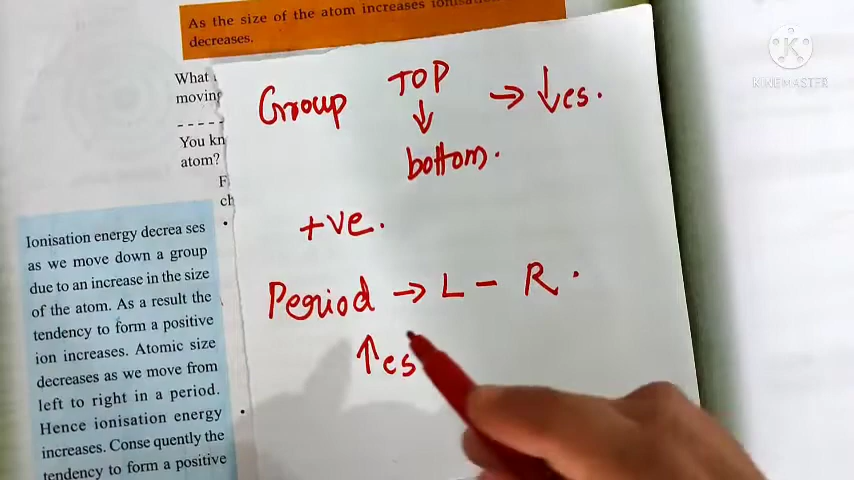 As the size of the atom increases
decreases.
What
moving
You kn
atom?
F
ch
Ionisation energy decrea ses
as we move down a group
due to an increase in the size
of the atom. As a result the
tendency to form a positive
ion increases. Atomic size
decreases as we move from
left to right in a period.
Hence ionisation energy
increases. Conse quently the
tendency to form a positive
Group TOP → ↓es.
↓
bottom.
+ve.
Period → L - R.
↑es
K
KINEMASTER